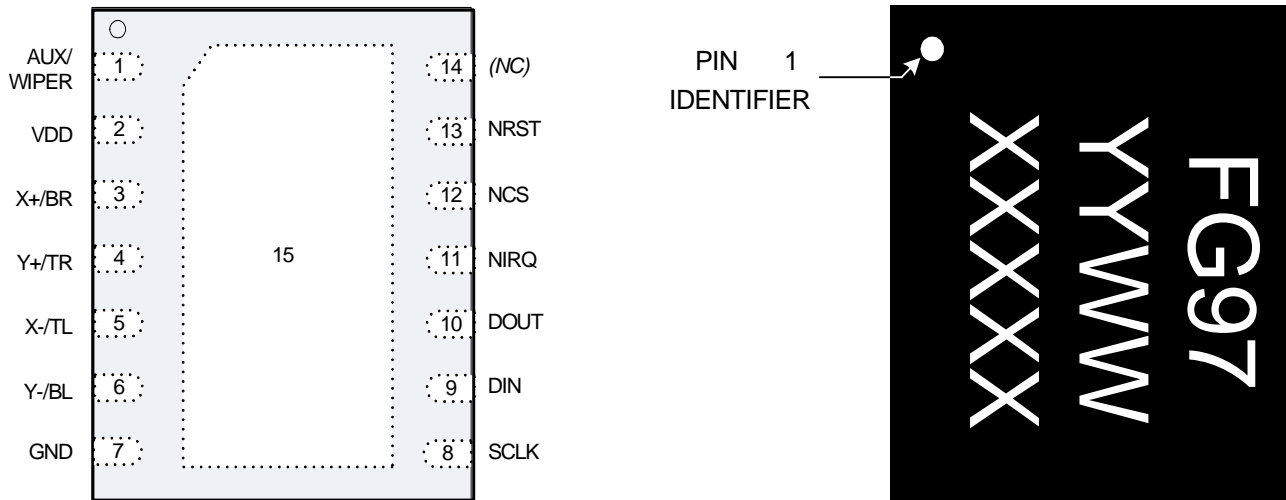 AUX/
WIPER
1
14
(NC)
VDD
2
13
NRST
X+/BR
3
12
NCS
Y+/TR
4
15
11
NIRQ
X-/TL
5
10
DOUT
Y-/BL
6
9
DIN
GND
7
8
SCLK
PIN 1
IDENTIFIER
FG97
YYWW
XXXXX